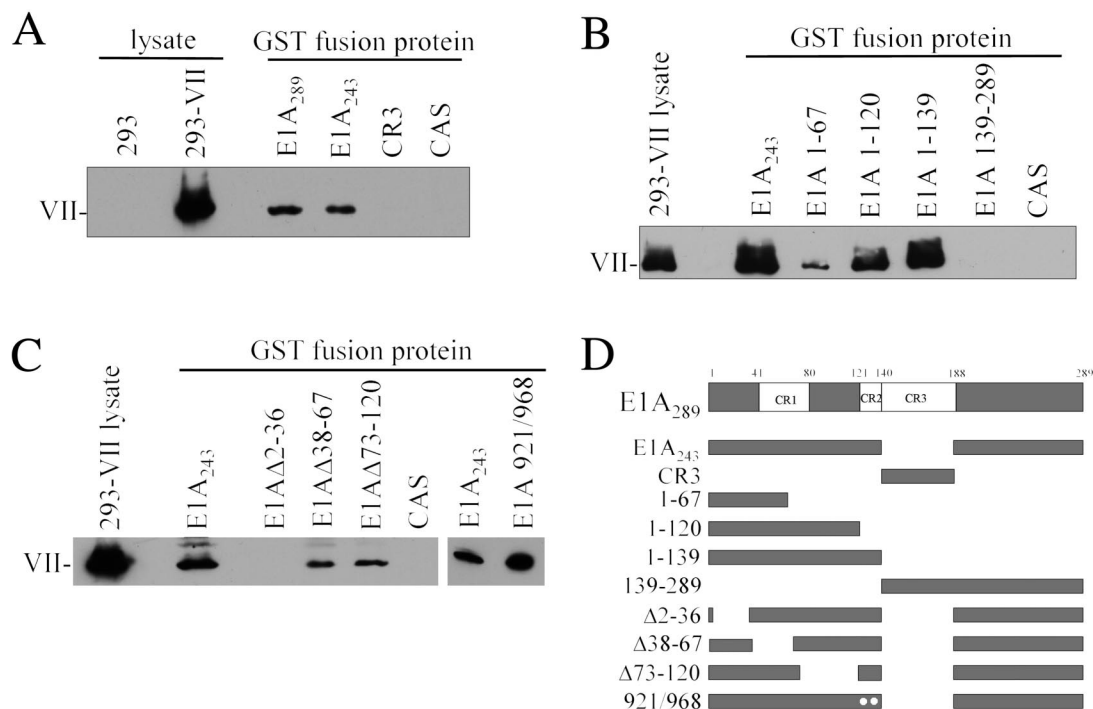 A
lysate
GST fusion protein
293
293-VII
E1A289
E1A243
CR3
CAS
VII-
B
GST fusion protein
293-VII lysate
E1A243
E1A 1-67
E1A 1-120
E1A 1-139
E1A 139-289
CAS
VII-
C
GST fusion protein
293-VII lysate
E1A243
E1AΔ2-36
E1AΔ38-67
E1AΔ73-120
CAS
E1A243
E1A 921/968
VII-
D
1 41 80 121 140 188 289
E1A289
CR1 CR2 CR3
E1A243
CR3
1-67
1-120
1-139
139-289
Δ2-36
Δ38-67
Δ73-120
921/968